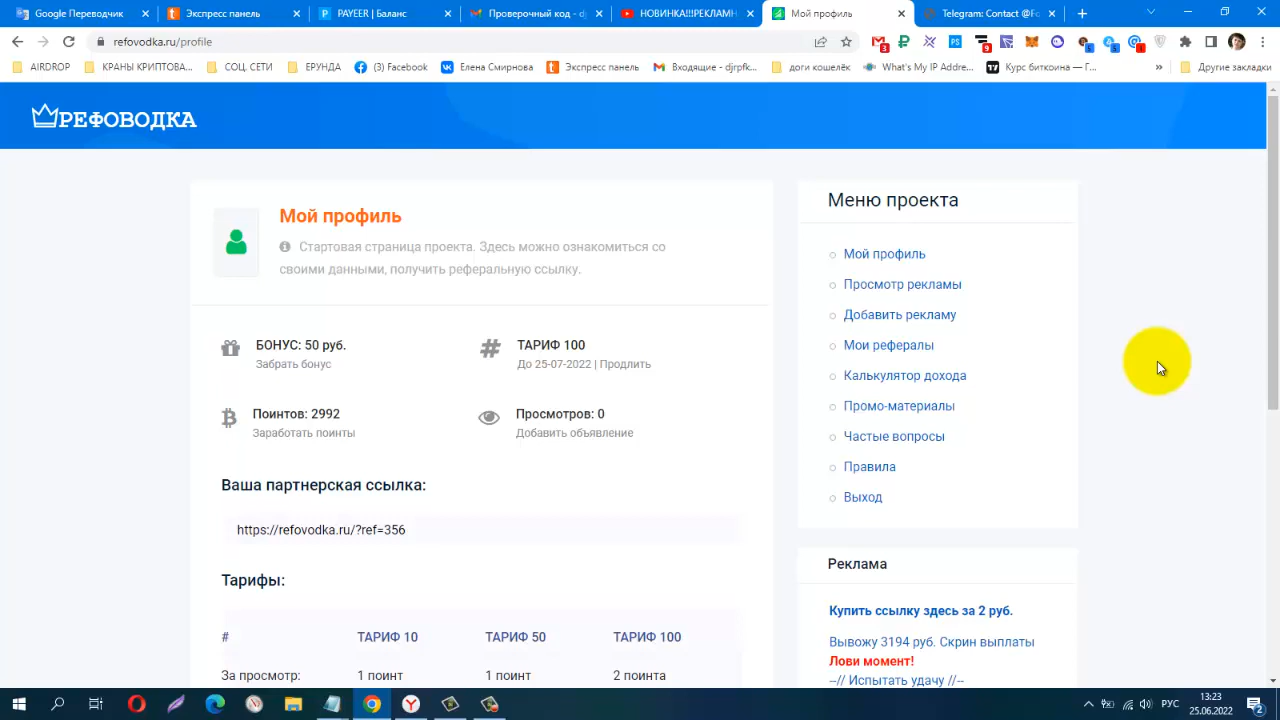 Google Переводчик
Экспресс панель
PAYEER | Баланс
Проверочный код - d
НОВИНКА!!!РЕКЛАМН
Мой профиль
Telegram: Contact @F
refovodka.ru/profile
AIRDROP
КРАНЫ КРИПТОВА...
СОЦ. СЕТИ
ЕРУНДА
(3) Facebook
Елена Смирнова
Экспресс панель
Входящие - djrpfk...
доги кошелёк
What's My IP Addre...
Курс биткоина — Г...
»
Другие закладки
РЕФОВОДКА
Мой профиль
Стартовая страница проекта. Здесь можно ознакомиться со
своими данными, получить реферальную ссылку.
БОНУС: 50 руб.
Забрать бонус
ТАРИФ 100
До 25-07-2022 | Продлить
Поинтов: 2992
Заработать поинты
Просмотров: 0
Добавить объявление
Ваша партнерская ссылка:
https://refovodka.ru/?ref=356
Тарифы:
# ТАРИФ 10 ТАРИФ 50 ТАРИФ 100
За просмотр: 1 поинт 1 поинт 2 поинта
Меню проекта
Мой профиль
Просмотр рекламы
Добавить рекламу
Мои рефералы
Калькулятор дохода
Промо-материалы
Частые вопросы
Правила
Выход
Реклама
Купить ссылку здесь за 2 руб.
Вывожу 3194 руб. Скрин выплаты
Лови момент!
--// Испытать удачу //--
РУС
13:23
25.06.2022
2